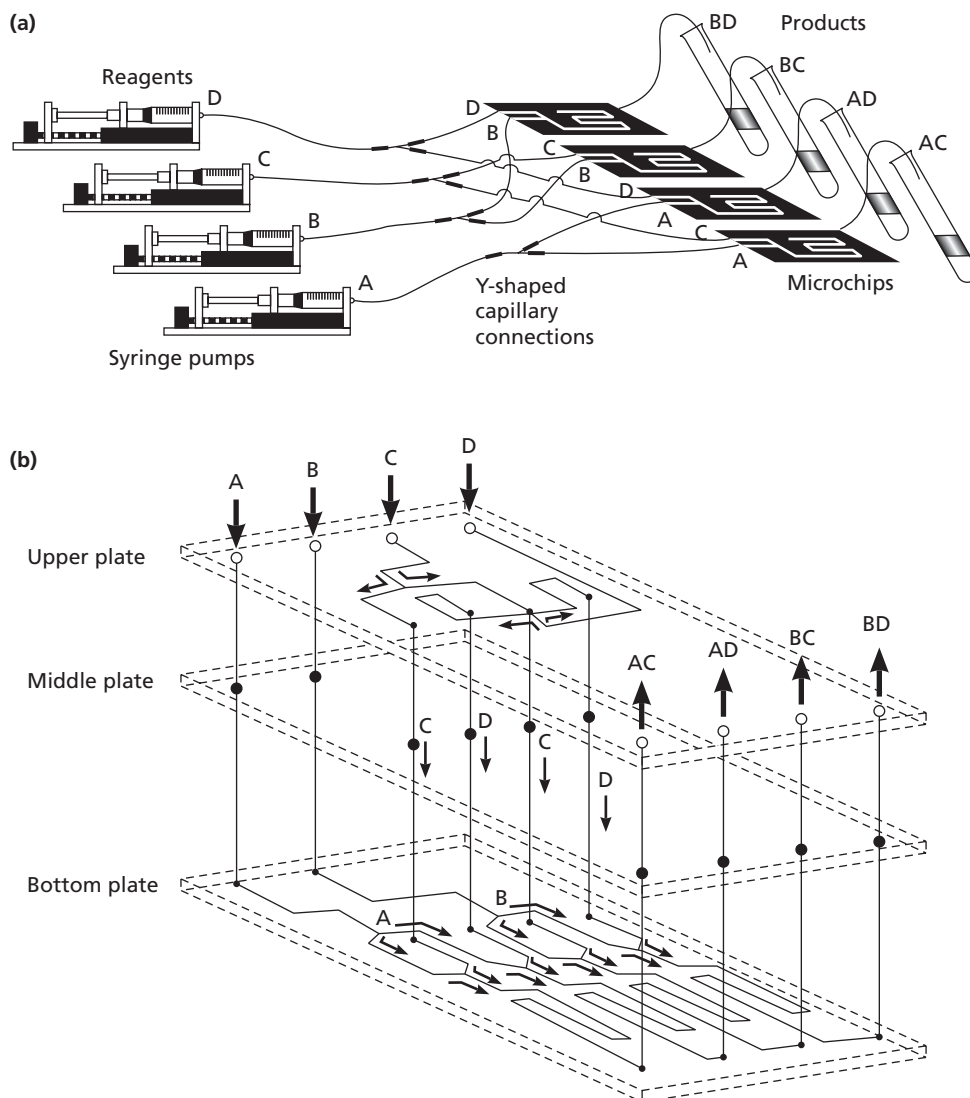 (a)
BD
Products
Reagents
BC
D
D
AD
B
C
C
AC
B
D
B
A
C
A
A
Y-shaped
capillary
connections
Microchips
Syringe pumps
(b)
A
B
C
D
Upper plate
BD
BC
AD
AC
Middle plate
C
D
C
D
Bottom plate
A
B